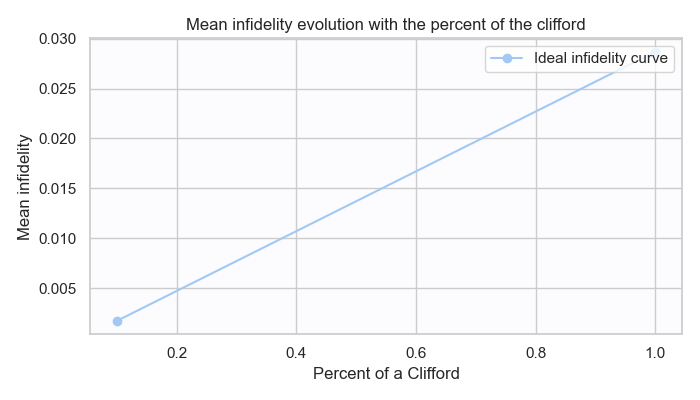 Mean infidelity evolution with the percent of the clifford
Ideal infidelity curve
Mean infidelity
0.030
0.025
0.020
0.015
0.010
0.005
0.2
0.4
0.6
0.8
1.0
Percent of a Clifford